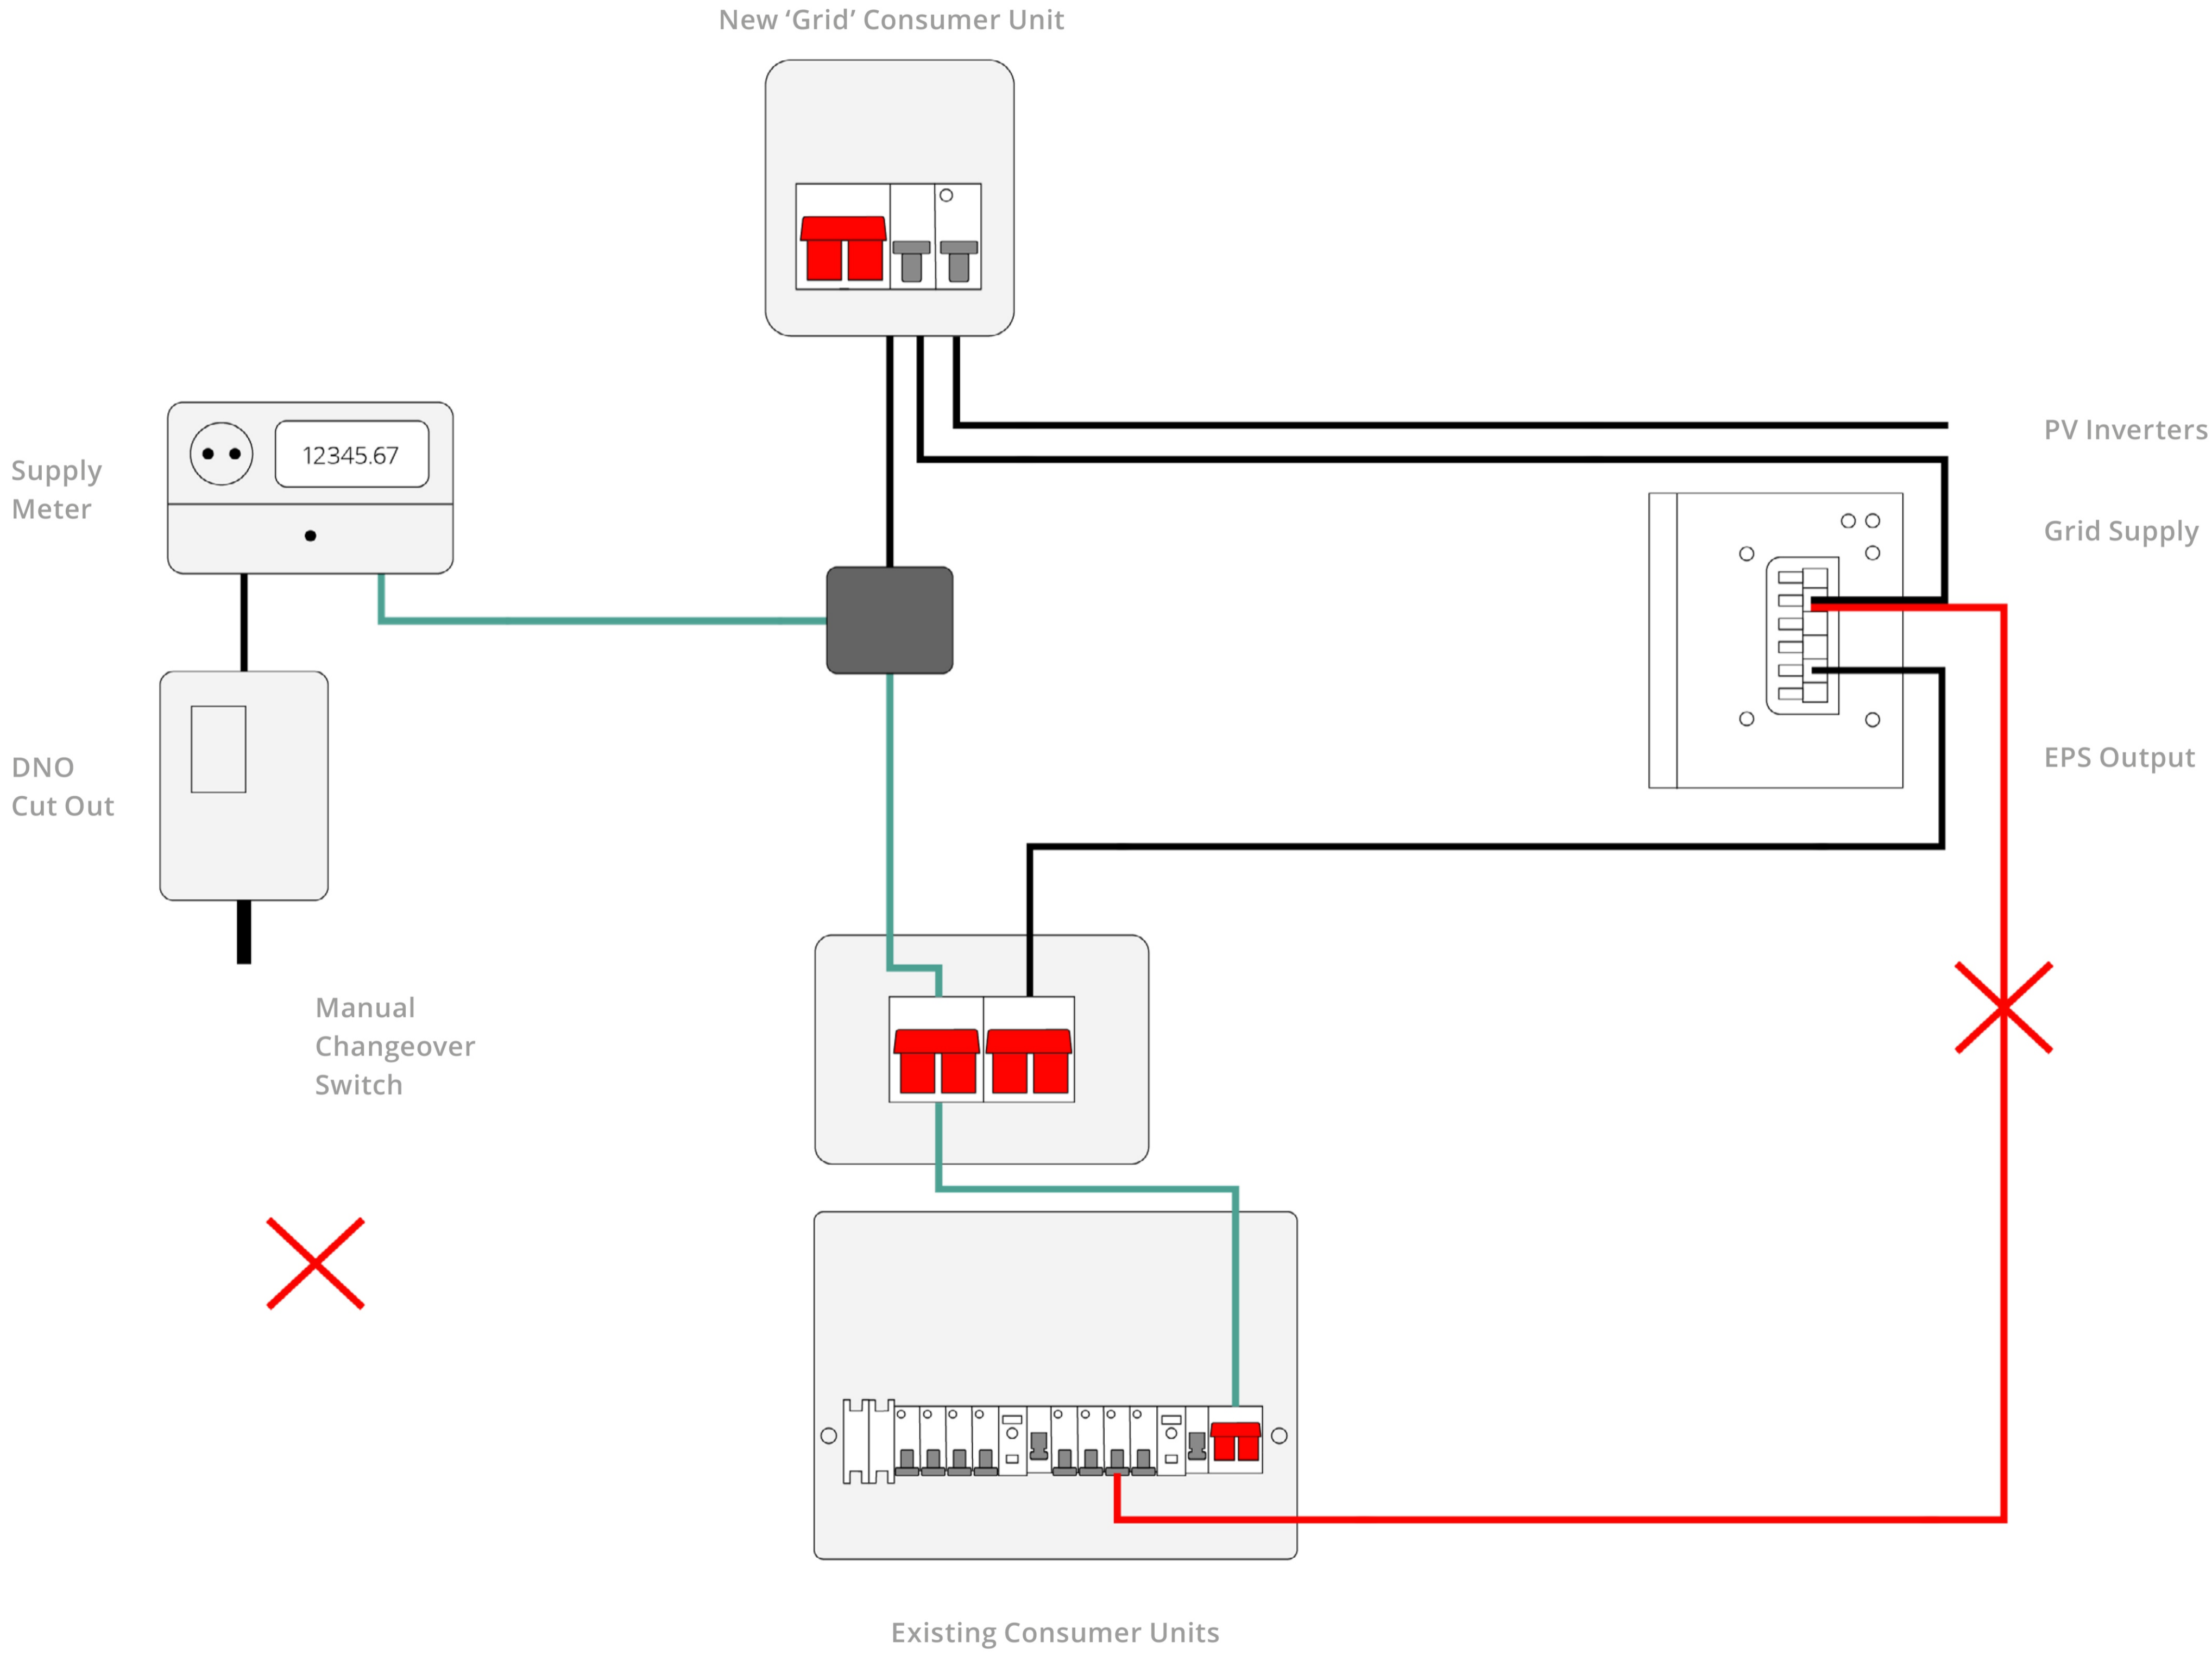 New ‘Grid’ Consumer Unit
Supply
Meter
12345.67
PV Inverters
Grid Supply
DNO
Cut Out
EPS Output
Manual
Changeover
Switch
Existing Consumer Units